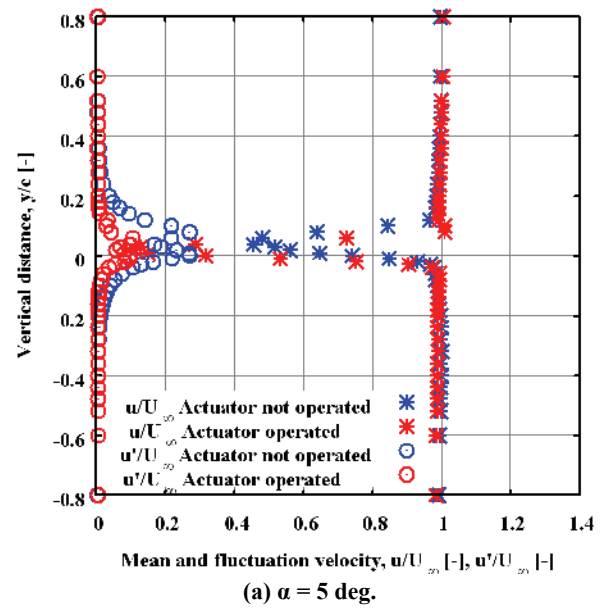 0.8
0.6
0.4
0.2
0
0.2
-0.4
-0.6
-0.8
Vertical distance, y/c [-]
u/U∞ Actuator not operated
u/U∞ Actuator operated
u'/U∞ Actuator not operated
u'/U∞ Actuator operated
0 0.2 0.4 0.6 0.8 1 1.2 1.4
Mean and fluctuation velocity, u/U∞ [-], u'/U∞ [-]
(a) α = 5 deg.